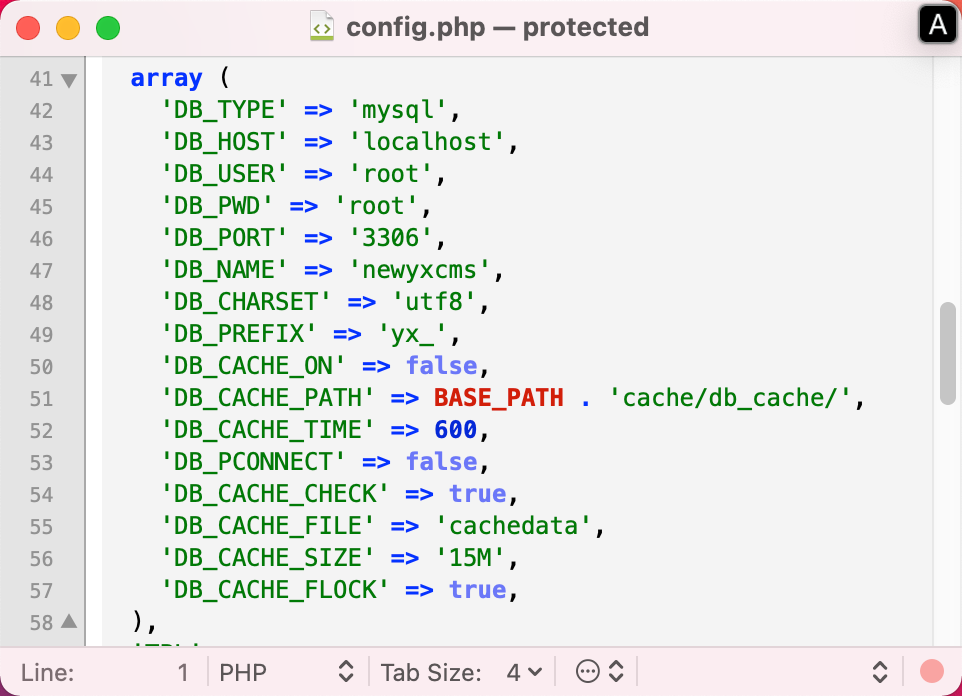 config.php — protected
A
41 array (
42 'DB_TYPE' => 'mysql',
43 'DB_HOST' => 'localhost',
44 'DB_USER' => 'root',
45 'DB_PWD' => 'root',
46 'DB_PORT' => '3306',
47 'DB_NAME' => 'newyxcms',
48 'DB_CHARSET' => 'utf8',
49 'DB_PREFIX' => 'yx_',
50 'DB_CACHE_ON' => false,
51 'DB_CACHE_PATH' => BASE_PATH . 'cache/db_cache/',
52 'DB_CACHE_TIME' => 600,
53 'DB_PCONNECT' => false,
54 'DB_CACHE_CHECK' => true,
55 'DB_CACHE_FILE' => 'cachedata',
56 'DB_CACHE_SIZE' => '15M',
57 'DB_CACHE_FLOCK' => true,
58 ),
Line: 1 PHP Tab Size: 4